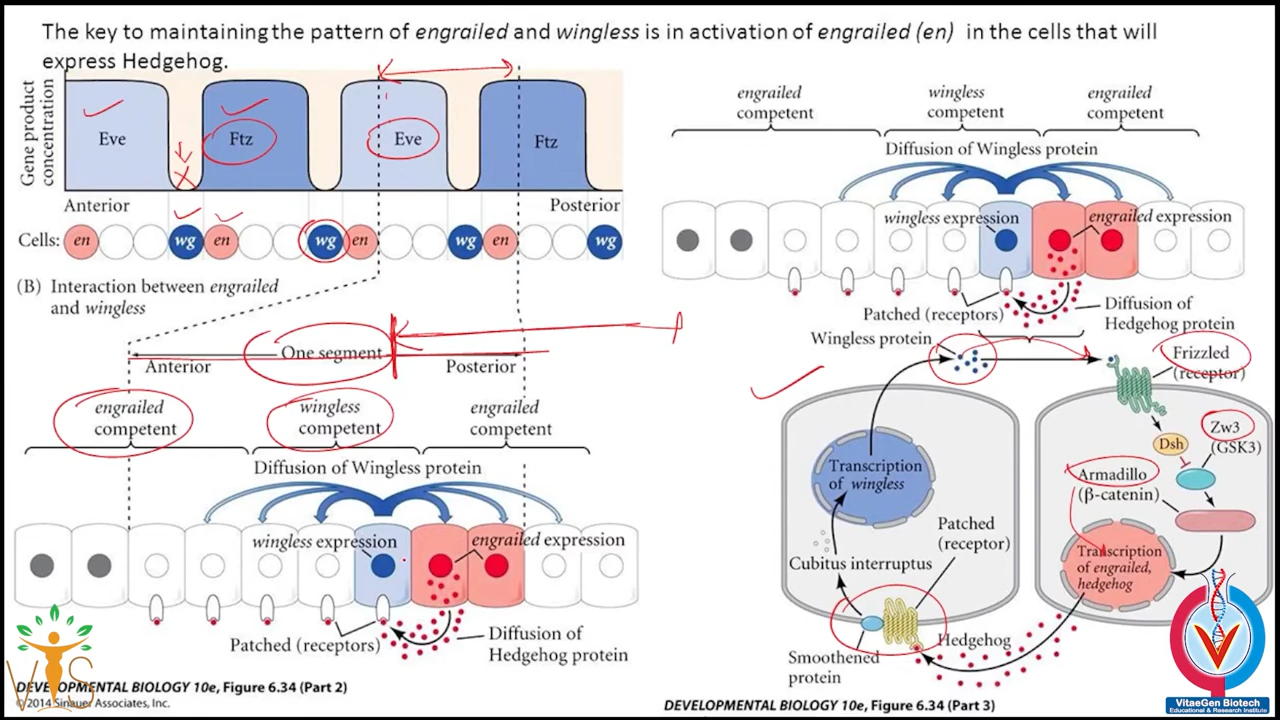 The key to maintaining the pattern of engrailed and wingless is in activation of engrailed (en) in the cells that will
express Hedgehog.
Gene product
concentration
Eve
Ftz
Eve
Ftz
Anterior
Posterior
Cells:
en
wg
en
wg
en
wg
en
wg
(B) Interaction between engrailed
and wingless
One segment
Anterior
Posterior
engrailed
competent
wingless
competent
engrailed
competent
Diffusion of Wingless protein
wingless expression
engrailed expression
Patched (receptors)
Diffusion of
Hedgehog protein
DEVELOPMENTAL BIOLOGY 10e, Figure 6.34 (Part 2)
© 2014 Sinauer Associates, Inc.
engrailed
competent
wingless
competent
engrailed
competent
Diffusion of Wingless protein
wingless expression
engrailed expression
Patched (receptors)
Diffusion of
Hedgehog protein
Wingless protein
Frizzled
(receptor)
Dsh
Zw3
(GSK3)
Armadillo
(β-catenin)
Transcription
of wingless
Patched
(receptor)
Cubitus interruptus
Transcription
of engrailed,
hedgehog
Hedgehog
Smoothened
protein
DEVELOPMENTAL BIOLOGY 10e, Figure 6.34 (Part 3)
VIS
V
VitaeGen Biotech
Educational & Research Institute